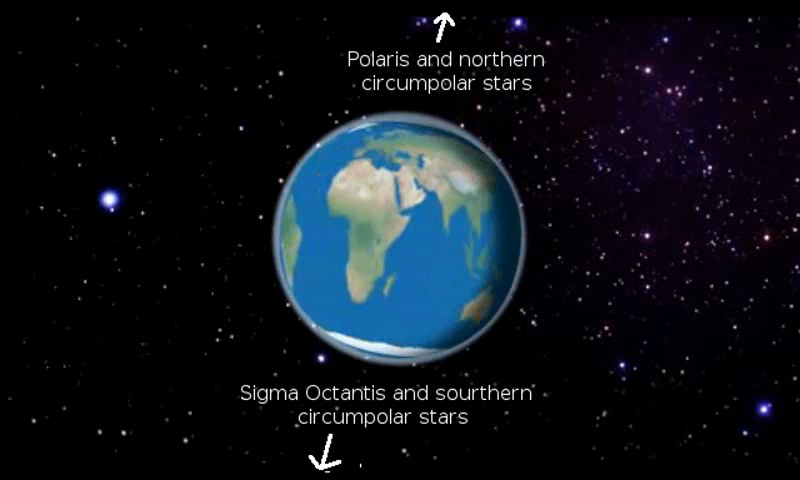 Polaris and northern
circumpolar stars
Sigma Octantis and sourthern
circumpolar stars